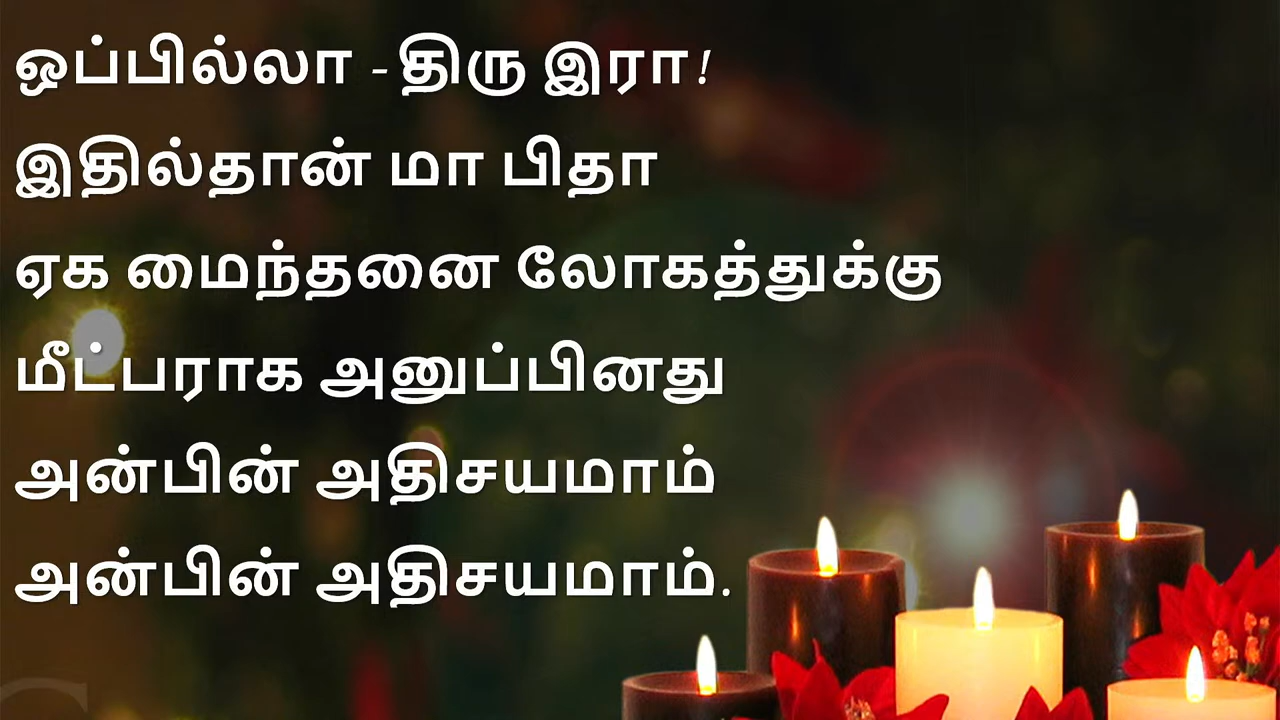 ஒப்பில்லா - திரு இரா!
இதில்தான் மா பிதா
ஏக மைந்தனை லோகத்துக்கு
மீட்பராக அனுப்பினது
அன்பின் அதிசயமாம்
அன்பின் அதிசயமாம்.